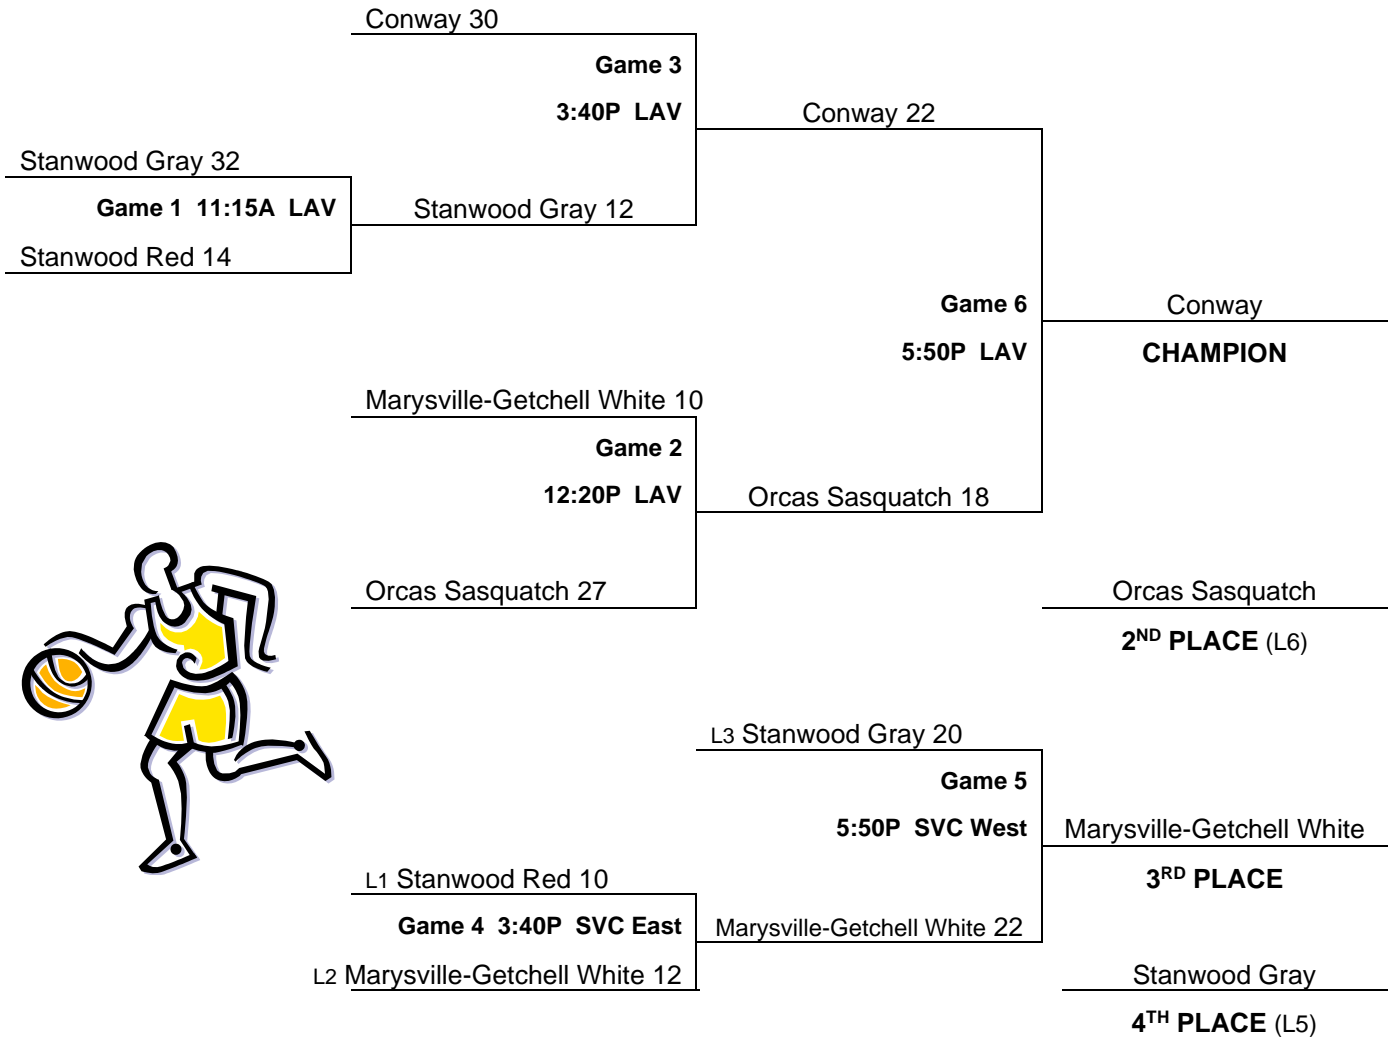 Conway 30
Game 3
3:40P LAV
Conway 22
Stanwood Gray 32
Game 1 11:15A LAV
Stanwood Gray 12
Stanwood Red 14
Game 6
Conway
5:50P LAV
CHAMPION
Marysville-Getchell White 10
Game 2
12:20P LAV
Orcas Sasquatch 18
Orcas Sasquatch 27
Orcas Sasquatch
2ND PLACE (L6)
L3 Stanwood Gray 20
Game 5
5:50P SVC West
Marysville-Getchell White
L1 Stanwood Red 10
3RD PLACE
Game 4 3:40P SVC East
Marysville-Getchell White 22
L2 Marysville-Getchell White 12
Stanwood Gray
4TH PLACE (L5)